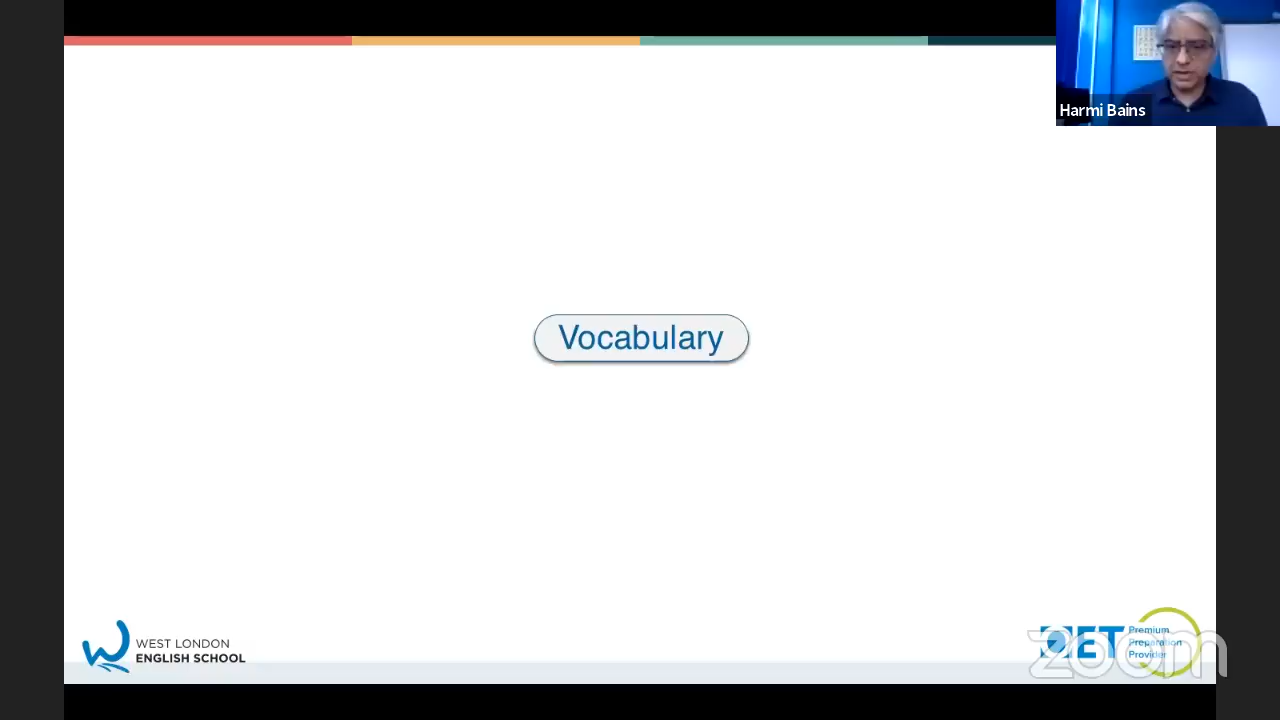 Harmi Bains
Vocabulary
WEST LONDON
ENGLISH SCHOOL
OET
Premium
Preparation
Provider
zoom